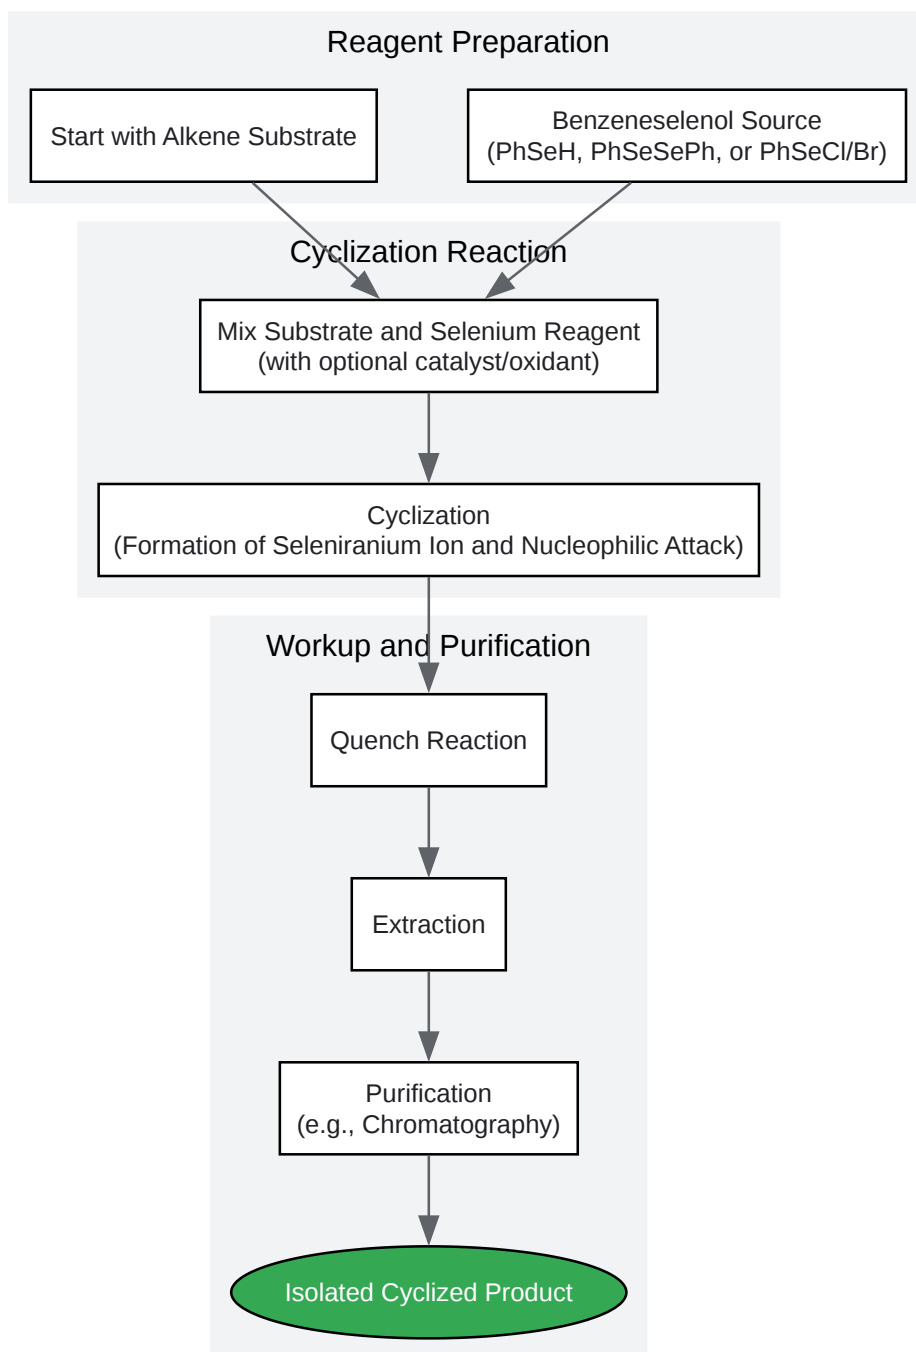 Reagent Preparation
Start with Alkene Substrate
Benzeneselenol Source
(PhSeH, PhSeSePh, or PhSeCl/Br)
Cyclization Reaction
Mix Substrate and Selenium Reagent
(with optional catalyst/oxidant)
Cyclization
(Formation of Seleniranium Ion and Nucleophilic Attack)
Workup and Purification
Quench Reaction
Extraction
Purification
(e.g., Chromatography)
Isolated Cyclized Product